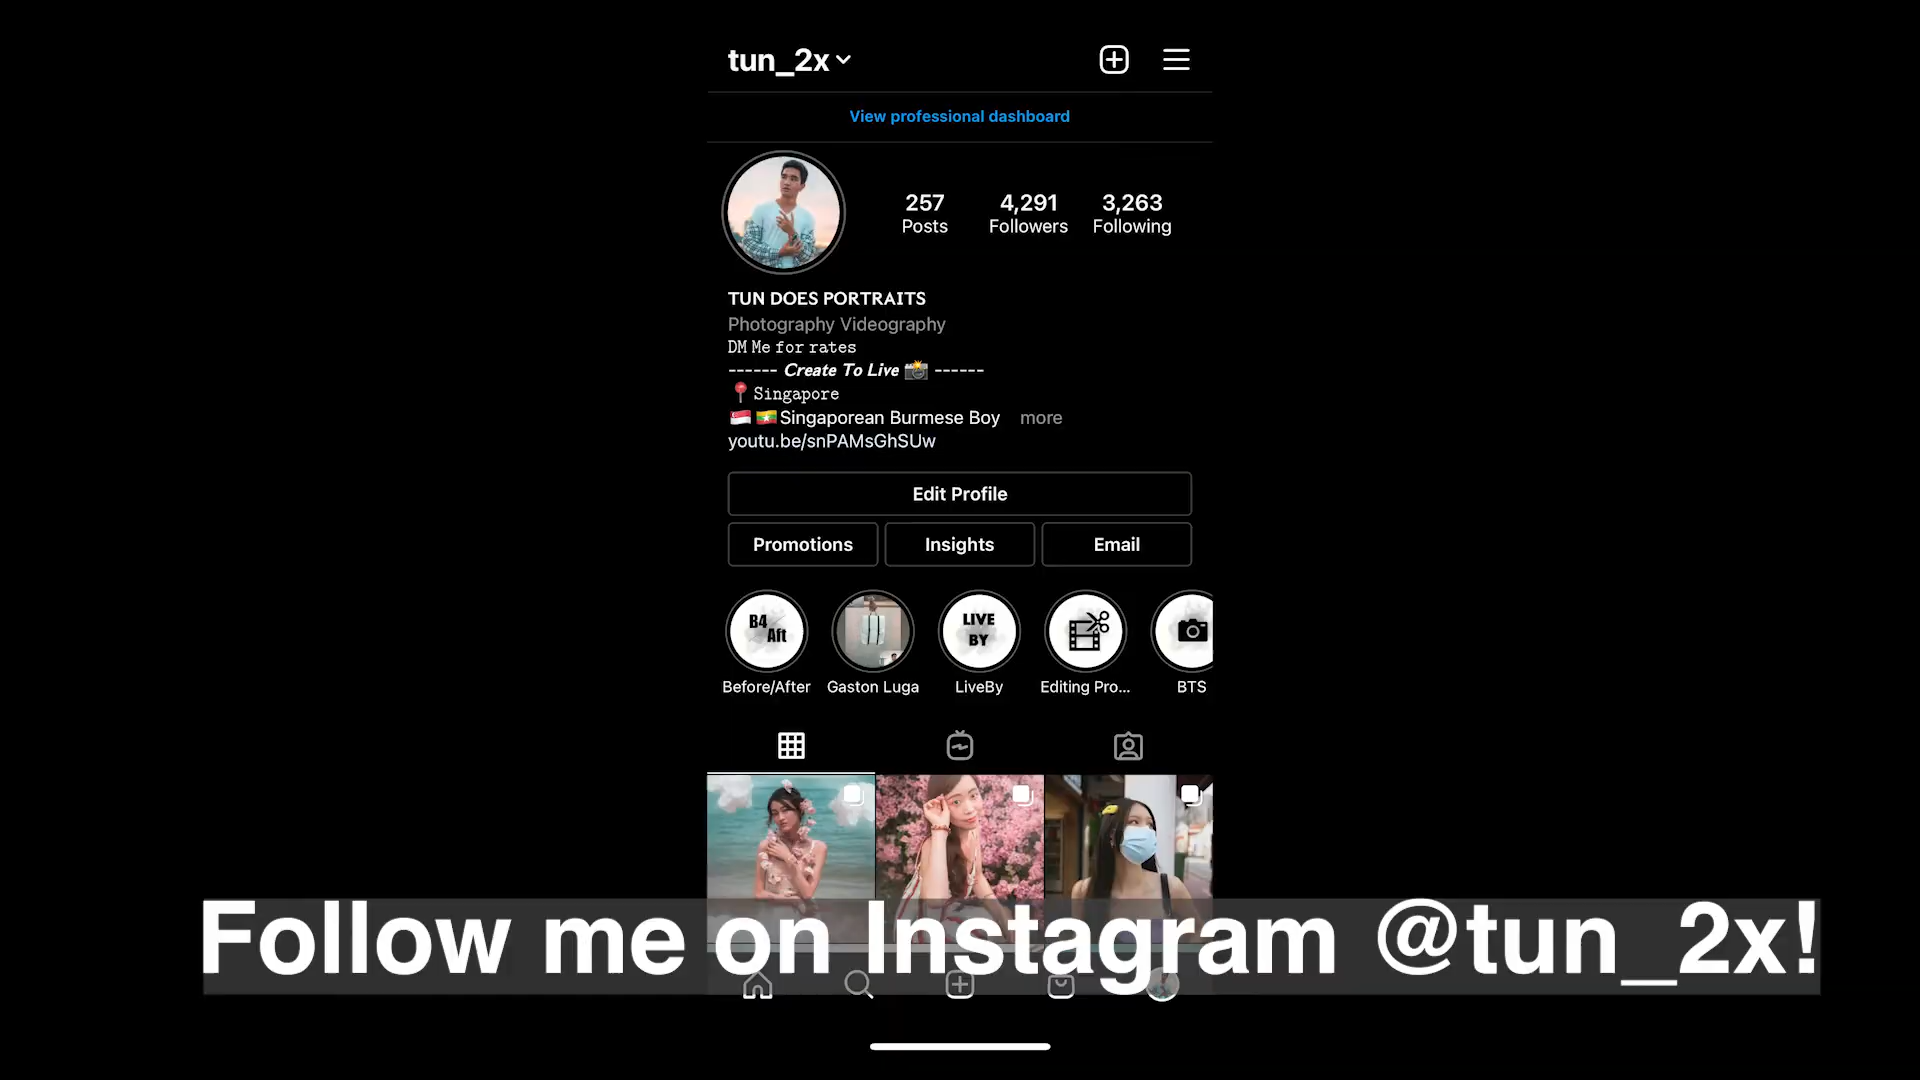 tun_2x
View professional dashboard
257 4,291 3,263
Posts Followers Following
TUN DOES PORTRAITS
Photography Videography
DM Me for rates
------ Create To Live 📸 ------
📍Singapore
🇸🇬 🇲🇲Singaporean Burmese Boy more
youtu.be/snPAMsGhSUw
Edit Profile
Promotions Insights Email
B4
Aft
LIVE
BY
Before/After Gaston Luga LiveBy Editing Pro... BTS
Follow me on Instagram @tun_2x!